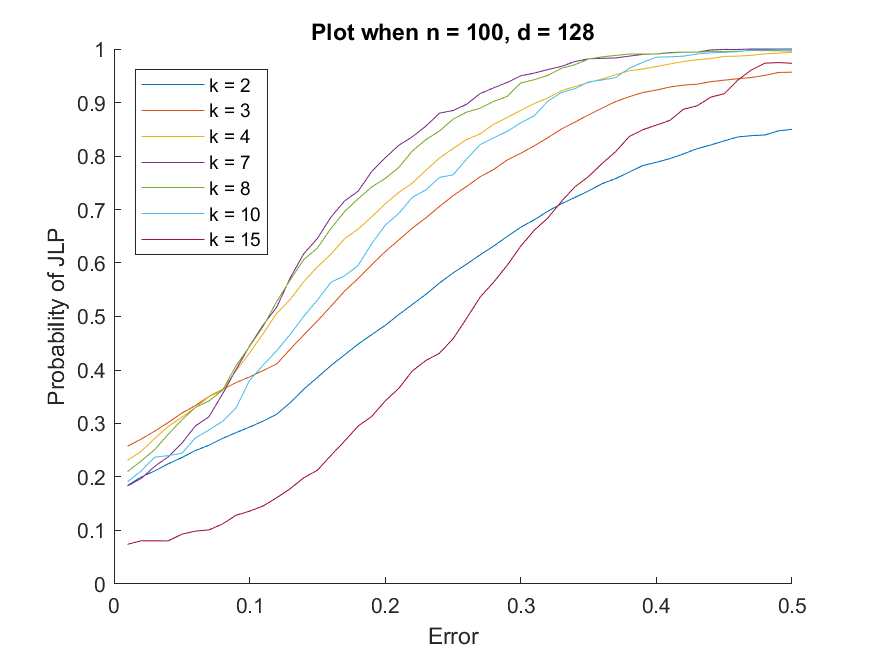 Plot when n = 100, d = 128
1
0.9
0.8
0.7
0.6
0.5
0.4
0.3
0.2
0.1
0
Probability of JLP
k = 2
k = 3
k = 4
k = 7
k = 8
k = 10
k = 15
0 0.1 0.2 0.3 0.4 0.5
Error